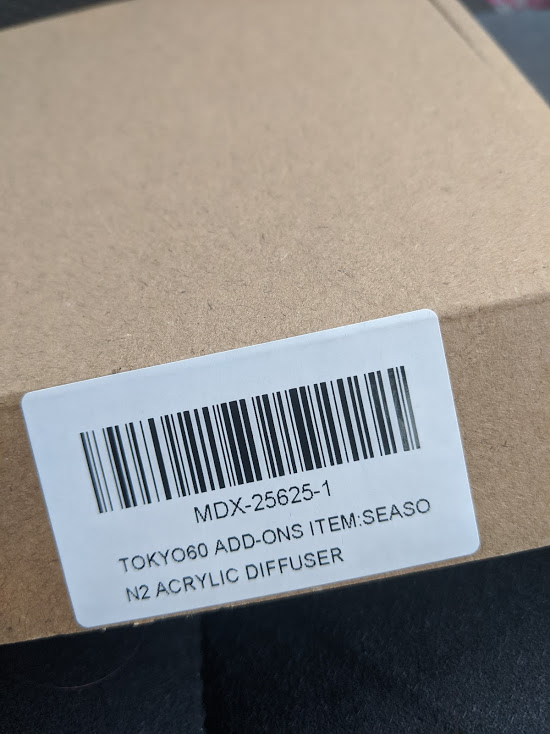 MDX-25625-1
TOKYO60 ADD-ONS ITEM:SEASO
N2 ACRYLIC DIFFUSER